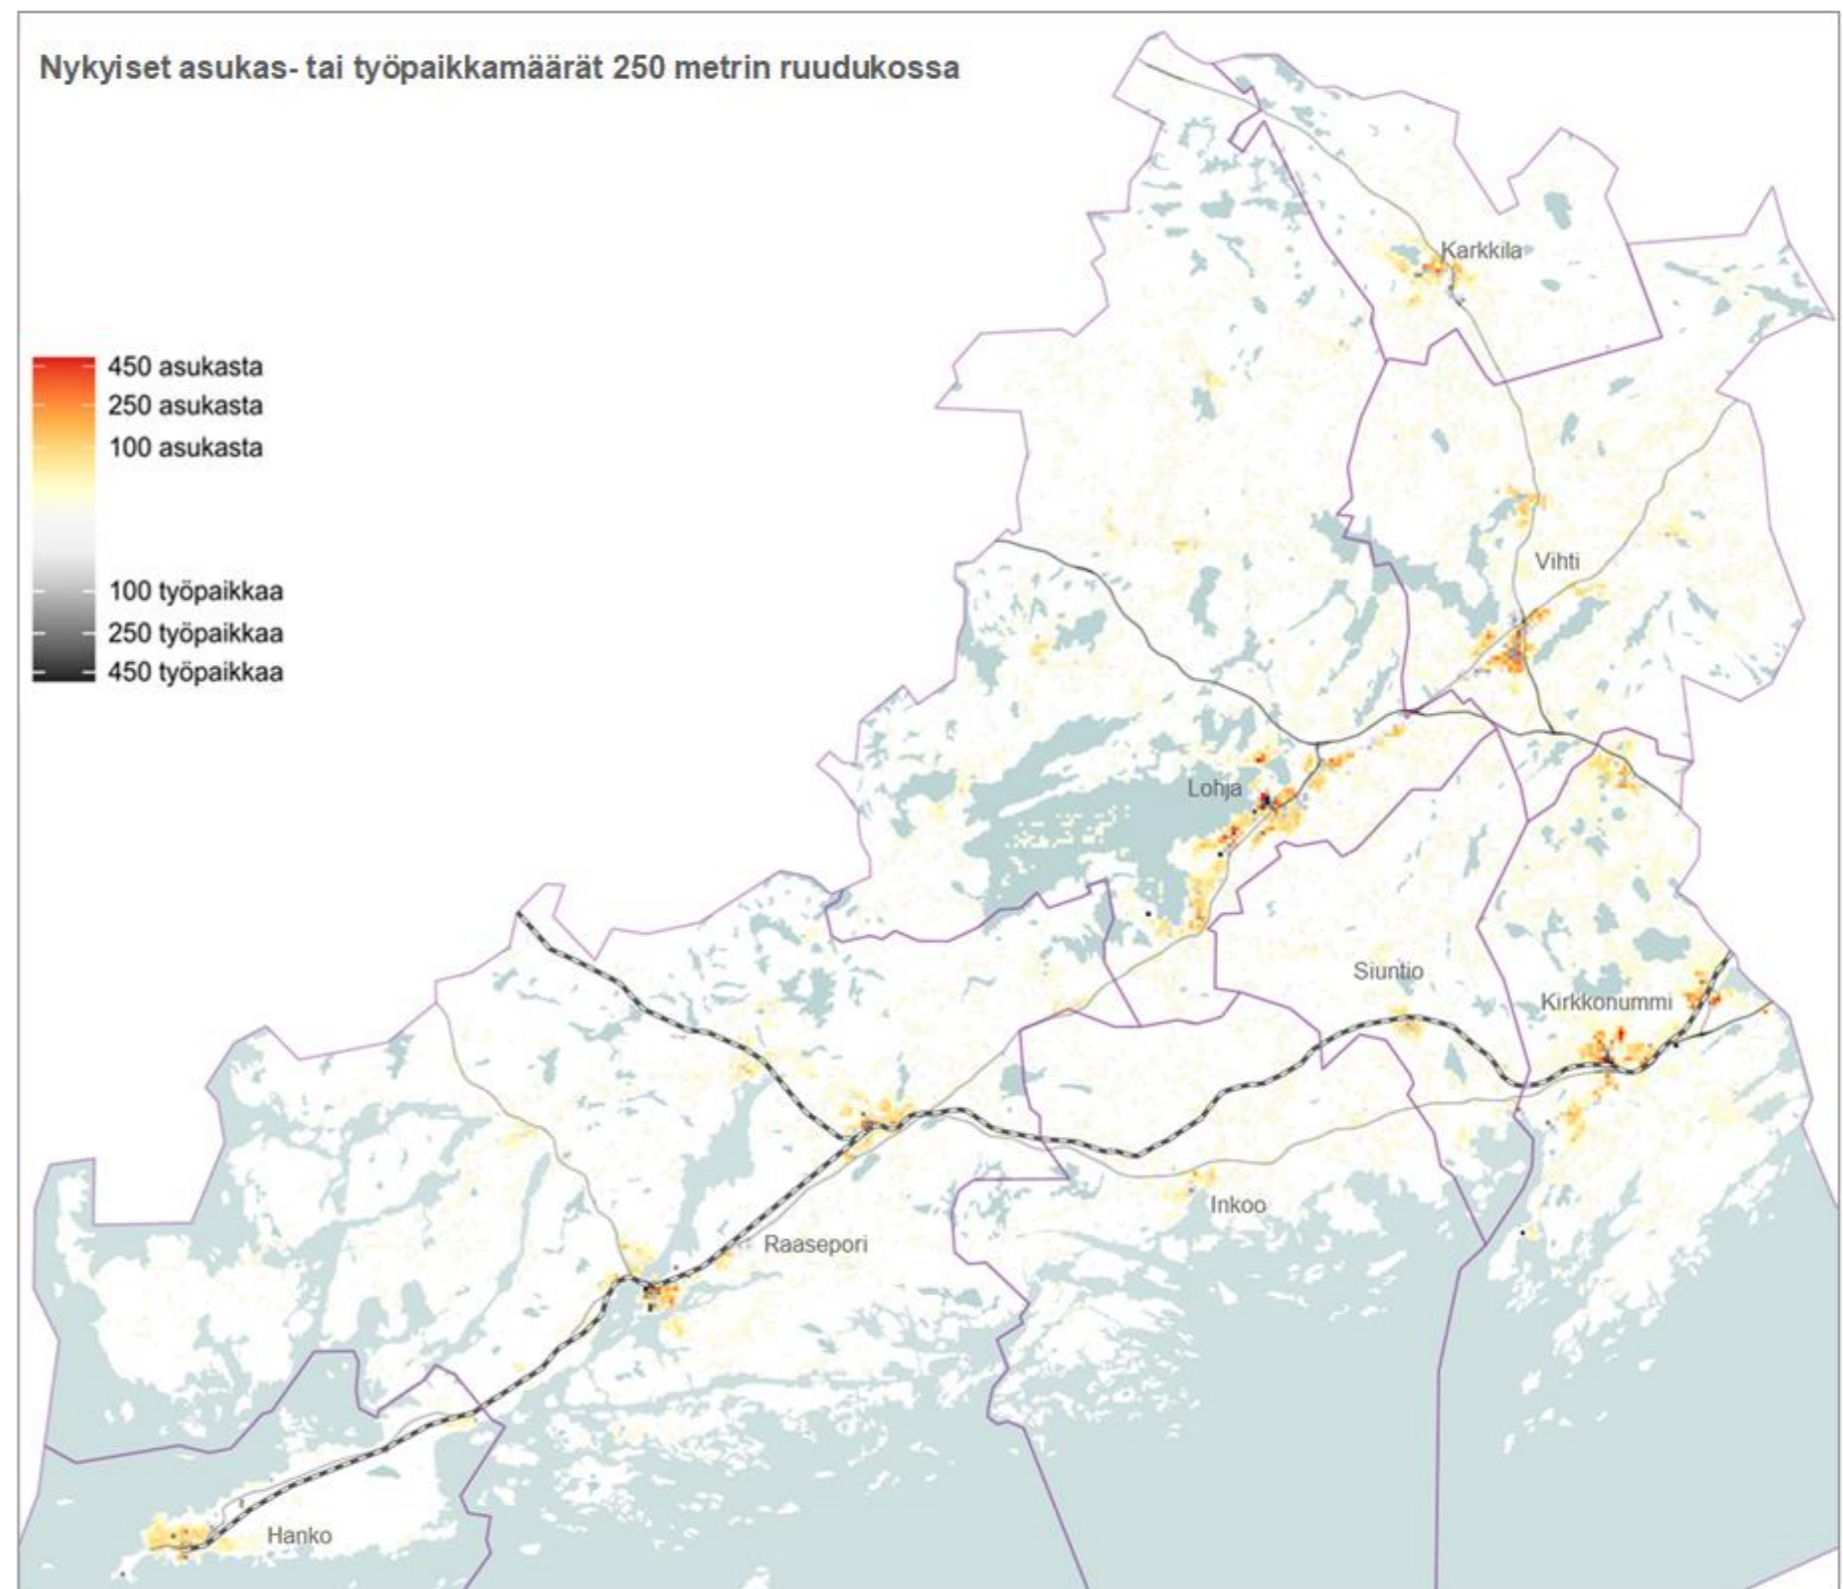 Nykyiset asukas- tai työpaikkamäärät 250 metrin ruudukossa
Karkkila
450 asukasta
250 asukasta
100 asukasta
Vihti
100 työpaikkaa
250 työpaikkaa
450 työpaikkaa
Lohja
Siuntio
Kirkkonummi
Inkoo
Raasepori
Hanko